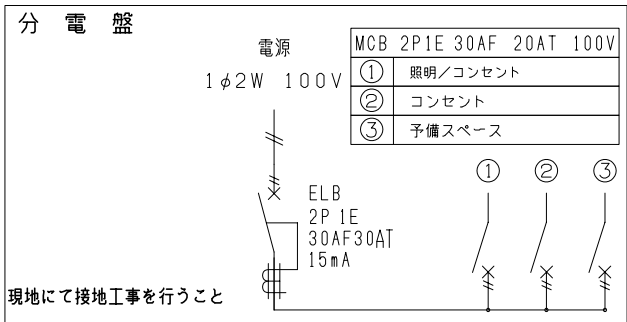 分電盤
電源
1φ2W 100V
MCB 2P1E 30AF 20AT 100V
① 照明/コンセント
② コンセント
③ 予備スペース
① ② ③
ELB
2P 1E
30AF30AT
15mA
現地にて接地工事を行うこと